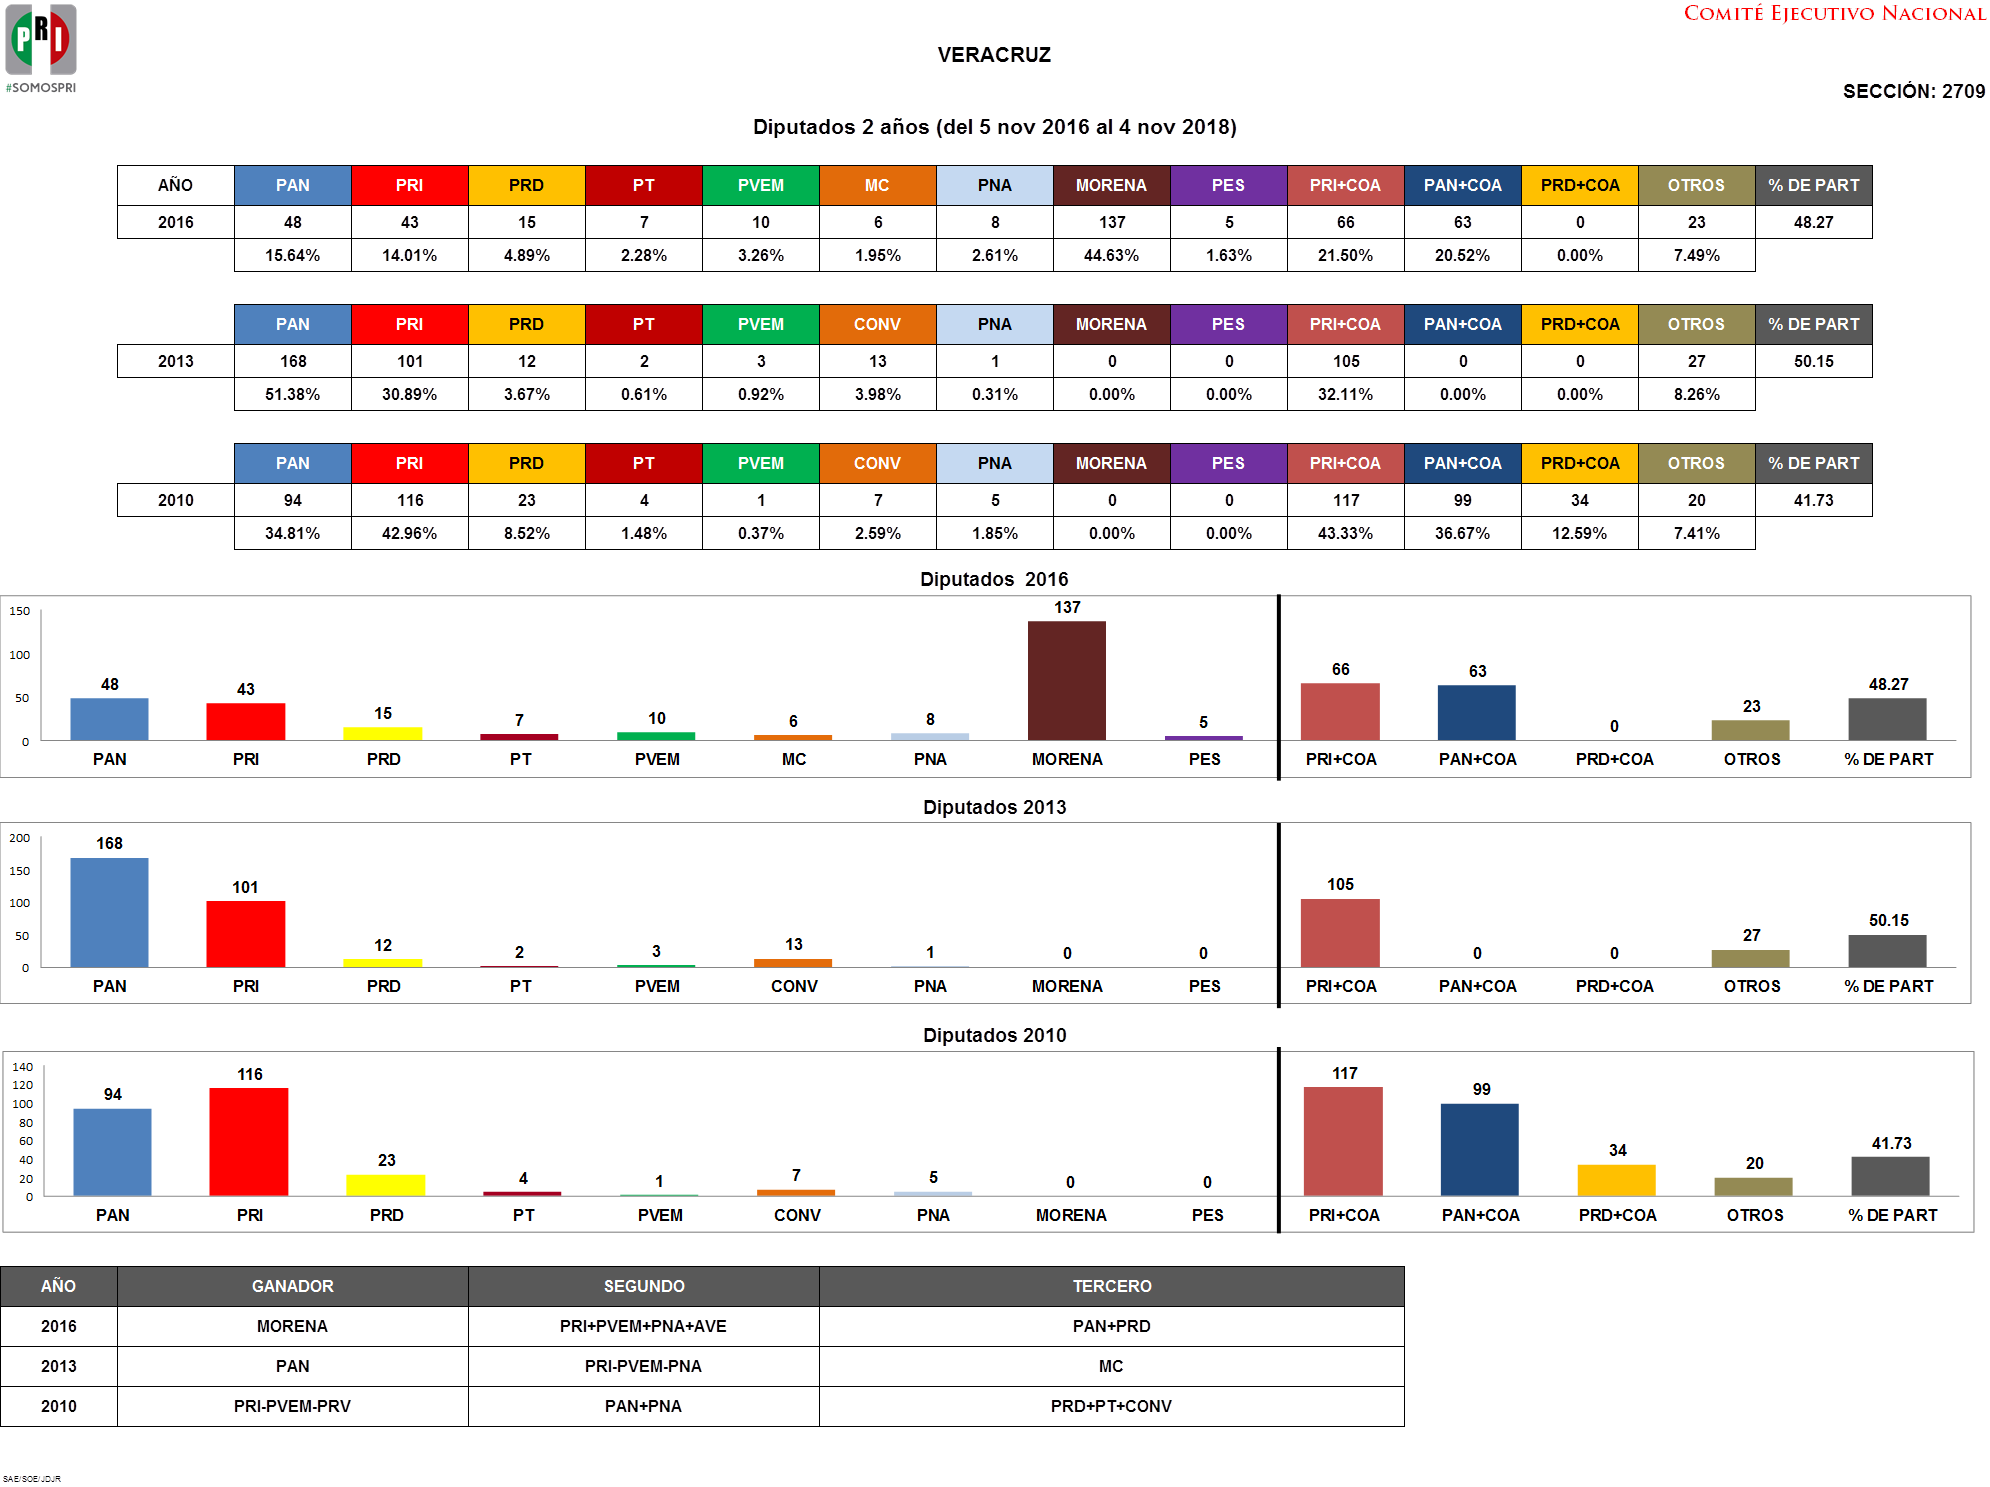 PRI
#SOMOSPRI
COMITÉ EJECUTIVO NACIONAL
VERACRUZ
SECCIÓN: 2709
Diputados 2 años (del 5 nov 2016 al 4 nov 2018)
AÑO PAN PRI PRD PT PVEM MC PNA MORENA PES PRI+COA PAN+COA PRD+COA OTROS % DE PART
2016 48 43 15 7 10 6 8 137 5 66 63 0 23 48.27
15.64% 14.01% 4.89% 2.28% 3.26% 1.95% 2.61% 44.63% 1.63% 21.50% 20.52% 0.00% 7.49%
PAN PRI PRD PT PVEM CONV PNA MORENA PES PRI+COA PAN+COA PRD+COA OTROS % DE PART
2013 168 101 12 2 3 13 1 0 0 105 0 0 27 50.15
51.38% 30.89% 3.67% 0.61% 0.92% 3.98% 0.31% 0.00% 0.00% 32.11% 0.00% 0.00% 8.26%
PAN PRI PRD PT PVEM CONV PNA MORENA PES PRI+COA PAN+COA PRD+COA OTROS % DE PART
2010 94 116 23 4 1 7 5 0 0 117 99 34 20 41.73
34.81% 42.96% 8.52% 1.48% 0.37% 2.59% 1.85% 0.00% 0.00% 43.33% 36.67% 12.59% 7.41%
Diputados 2016
150
100
50
0
48 43 15 7 10 6 8 137 5 66 63 0 23 48.27
PAN PRI PRD PT PVEM MC PNA MORENA PES PRI+COA PAN+COA PRD+COA OTROS % DE PART
Diputados 2013
200
150
100
50
0
168 101 12 2 3 13 1 0 0 105 0 0 27 50.15
PAN PRI PRD PT PVEM CONV PNA MORENA PES PRI+COA PAN+COA PRD+COA OTROS % DE PART
Diputados 2010
140
120
100
80
60
40
20
0
94 116 23 4 1 7 5 0 0 117 99 34 20 41.73
PAN PRI PRD PT PVEM CONV PNA MORENA PES PRI+COA PAN+COA PRD+COA OTROS % DE PART
AÑO GANADOR SEGUNDO TERCERO
2016 MORENA PRI+PVEM+PNA+AVE PAN+PRD
2013 PAN PRI-PVEM-PNA MC
2010 PRI-PVEM-PRV PAN+PNA PRD+PT+CONV
SAE/SOE/JDJR